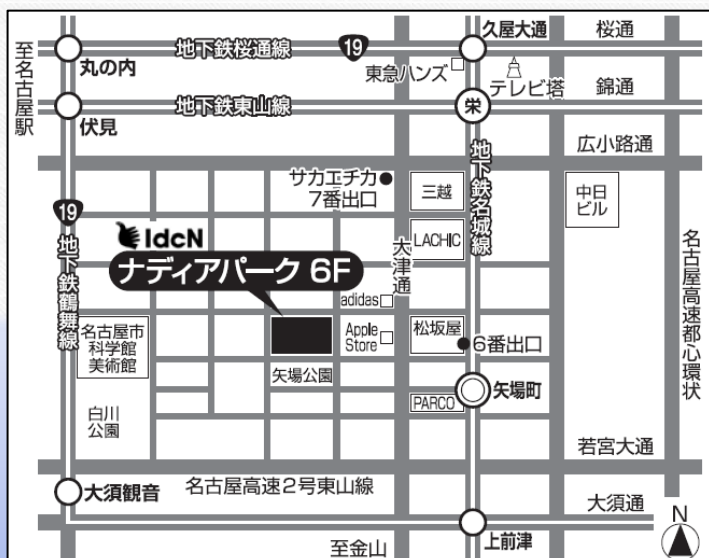 至名古屋駅
丸の内
地下鉄桜通線
19
久屋大通
桜通
東急ハンズ
テレビ塔
錦通
伏見
地下鉄東山線
栄
広小路通
サカエチカ
7番出口
三越
地下鉄名城線
中日
ビル
19
地下鉄鶴舞線
IdcN
ナディアパーク 6F
大津通
LACHIC
名古屋高速都心環状
adidas
名古屋市
科学館
美術館
Apple
Store
松坂屋
6番出口
矢場公園
矢場町
白川
公園
PARCO
若宮大通
大須観音
名古屋高速2号東山線
大須通
至金山
上前津
N